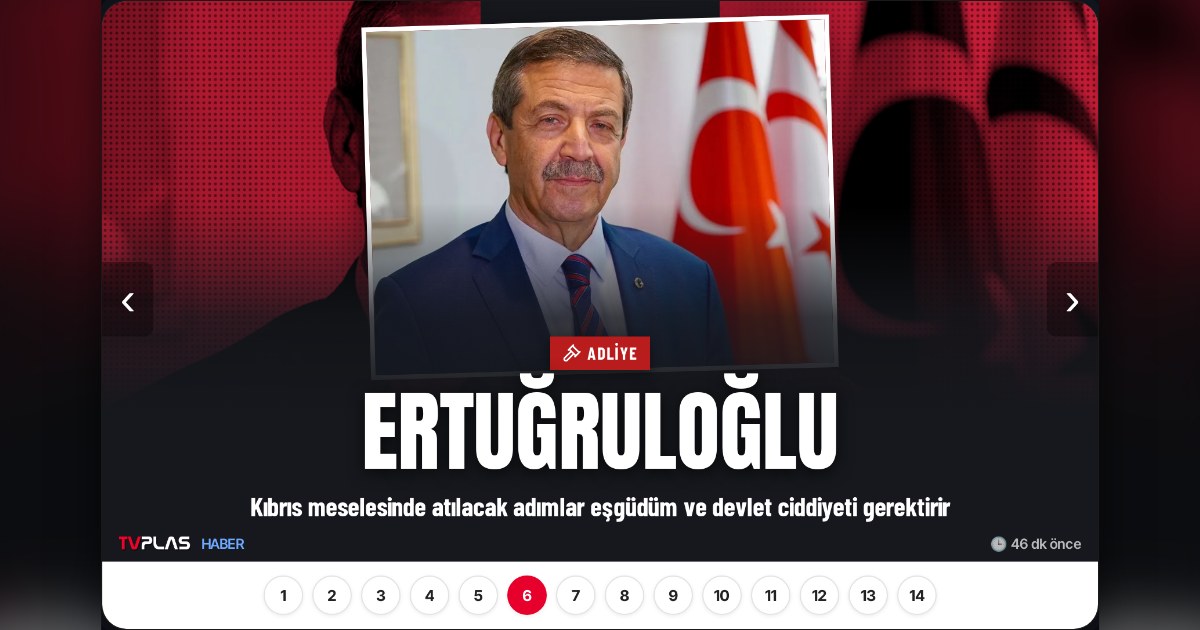 ADLİYE
ERTUĞRULOĞLU
Kıbrıs meselesinde atılacak adımlar eşgüdüm ve devlet ciddiyeti gerektirir
TVPLAS HABER
46 dk önce
1 2 3 4 5 6 7 8 9 10 11 12 13 14